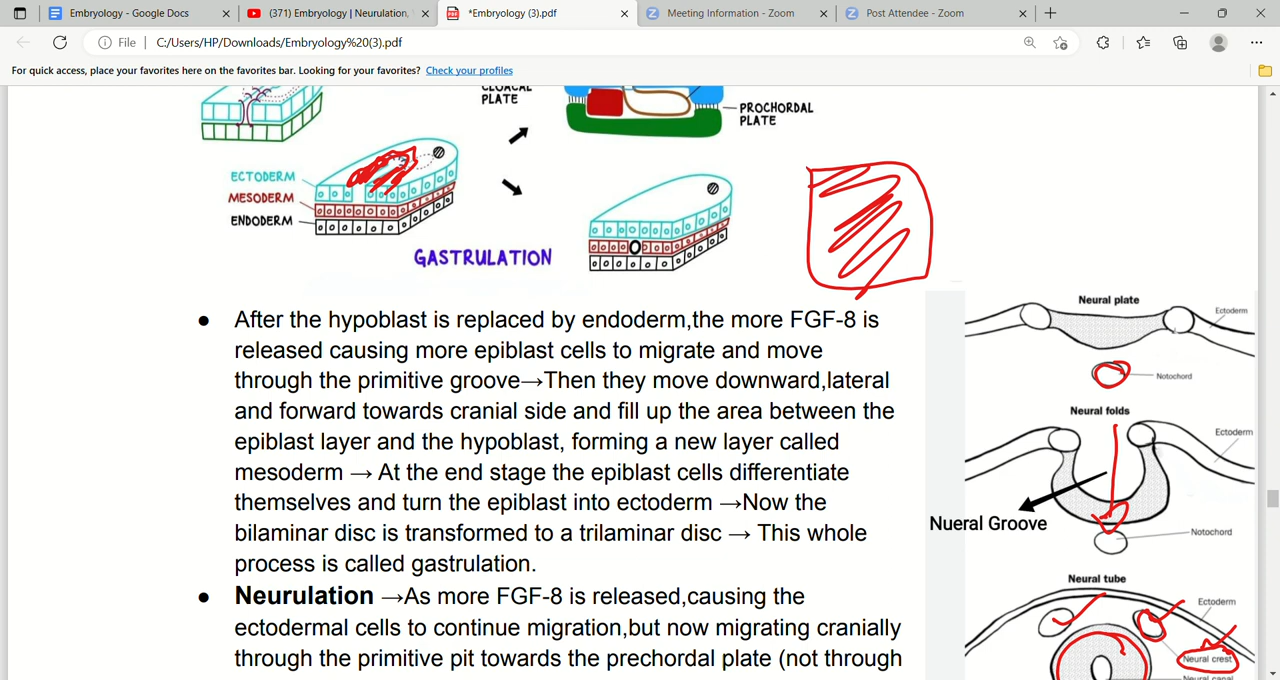 Embryology - Google Docs
(371) Embryology | Neurulation,
*Embryology (3).pdf
Meeting Information - Zoom
Post Attendee - Zoom
File
C:/Users/HP/Downloads/Embryology%20(3).pdf
For quick access, place your favorites here on the favorites bar. Looking for your favorites? Check your profiles
CLOACAL
PLATE
PROCHORDAL
PLATE
ECTODERM
MESODERM
ENDODERM
GASTRULATION
● After the hypoblast is replaced by endoderm,the more FGF-8 is
released causing more epiblast cells to migrate and move
through the primitive groove→Then they move downward,lateral
and forward towards cranial side and fill up the area between the
epiblast layer and the hypoblast, forming a new layer called
mesoderm → At the end stage the epiblast cells differentiate
themselves and turn the epiblast into ectoderm →Now the
bilaminar disc is transformed to a trilaminar disc → This whole
process is called gastrulation.
● Neurulation →As more FGF-8 is released,causing the
ectodermal cells to continue migration,but now migrating cranially
through the primitive pit towards the prechordal plate (not through
Neural plate
Ectoderm
Notochord
Neural folds
Ectoderm
Nueral Groove
Notochord
Neural tube
Ectoderm
Neural crest
Neural canal